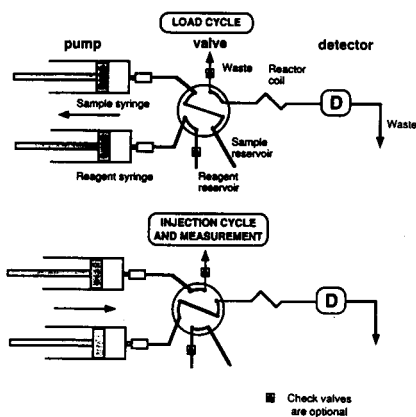 LOAD CYCLE
pump
valve
detector
Waste
Reactor
coil
D
Sample syringe
Waste
Sample
reservoir
Reagent syringe
Reagent
reservoir
INJECTION CYCLE
AND MEASUREMENT
D
Check valves
are optional